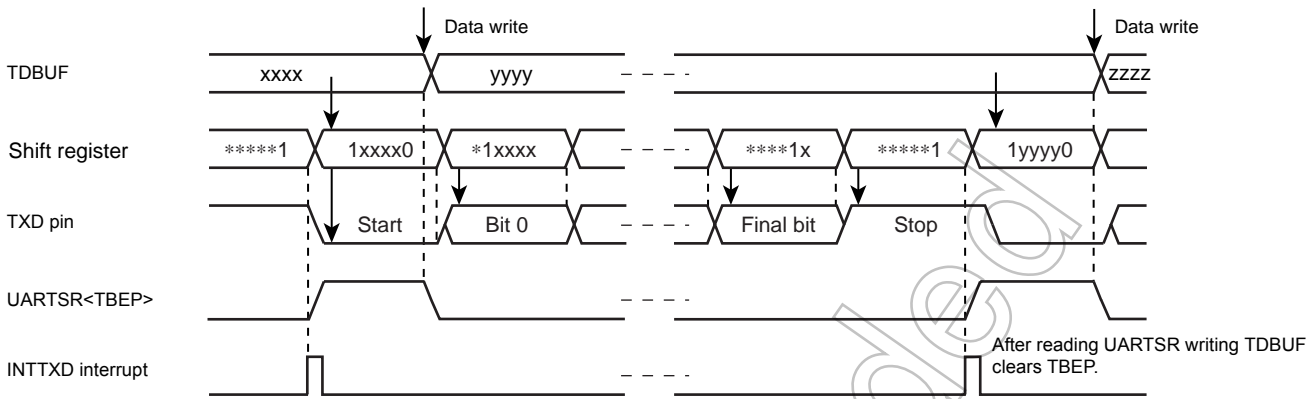 Data write
Data write
TDBUF
xxxx
yyyy
zzzz
Shift register
*****1
1xxxx0
*1xxxx
****1x
*****1
1yyyy0
TXD pin
Start
Bit 0
Final bit
Stop
UARTSR<TBEP>
After reading UARTSR writing TDBUF
clears TBEP.
INTTXD interrupt